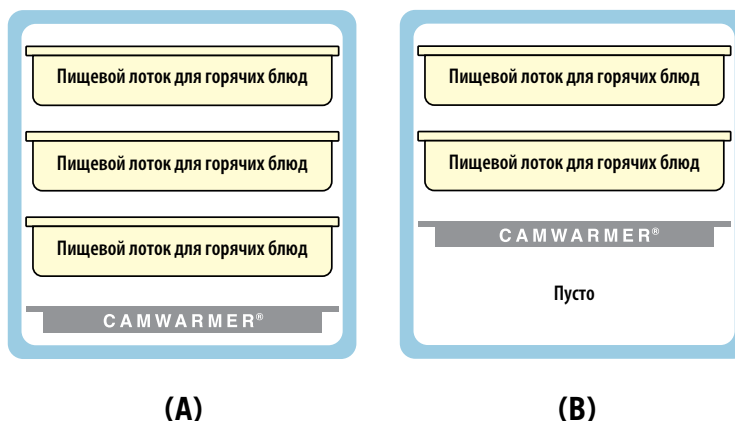 Пищевой лоток для горячих блюд
Пищевой лоток для горячих блюд
Пищевой лоток для горячих блюд
CAMWARMER®
(A)
Пищевой лоток для горячих блюд
Пищевой лоток для горячих блюд
CAMWARMER®
Пусто
(B)